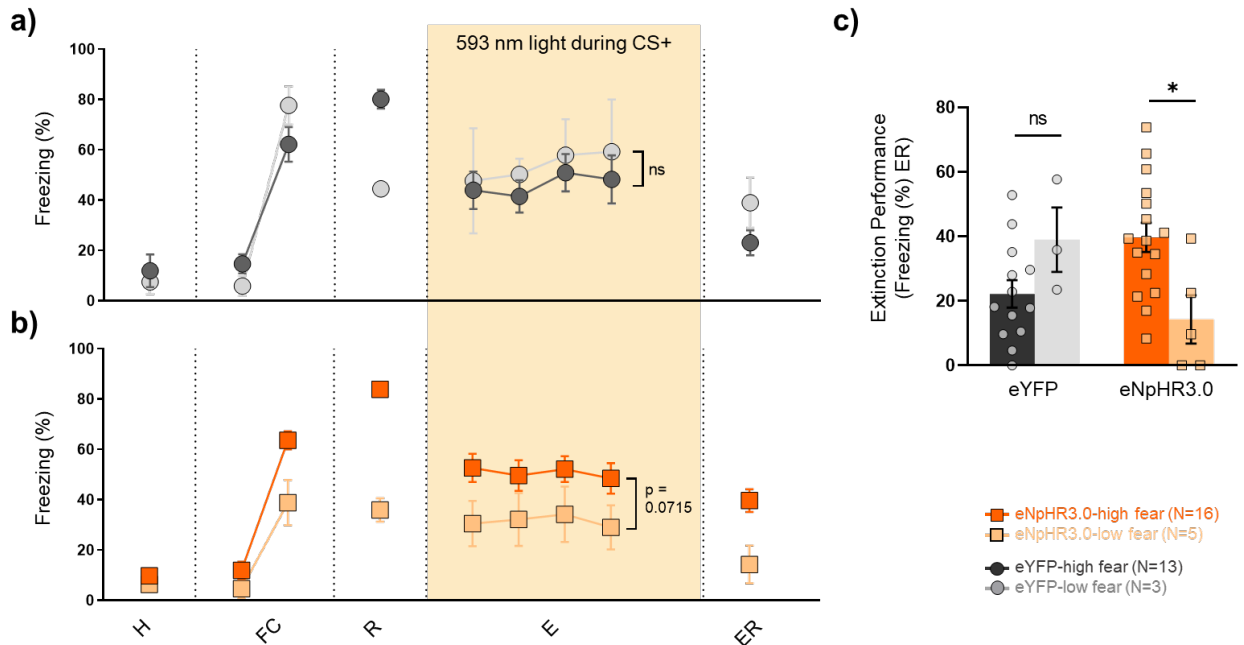 a)
593 nm light during CS+
Freezing (%)
100
80
60
40
20
0
ns
b)
Freezing (%)
100
80
60
40
20
0
p =
0.0715
H
FC
R
E
ER
c)
Extinction Performance
(Freezing (%) ER)
80
60
40
20
0
ns
*
eYFP
eNpHR3.0
eNpHR3.0-high fear (N=16)
eNpHR3.0-low fear (N=5)
eYFP-high fear (N=13)
eYFP-low fear (N=3)